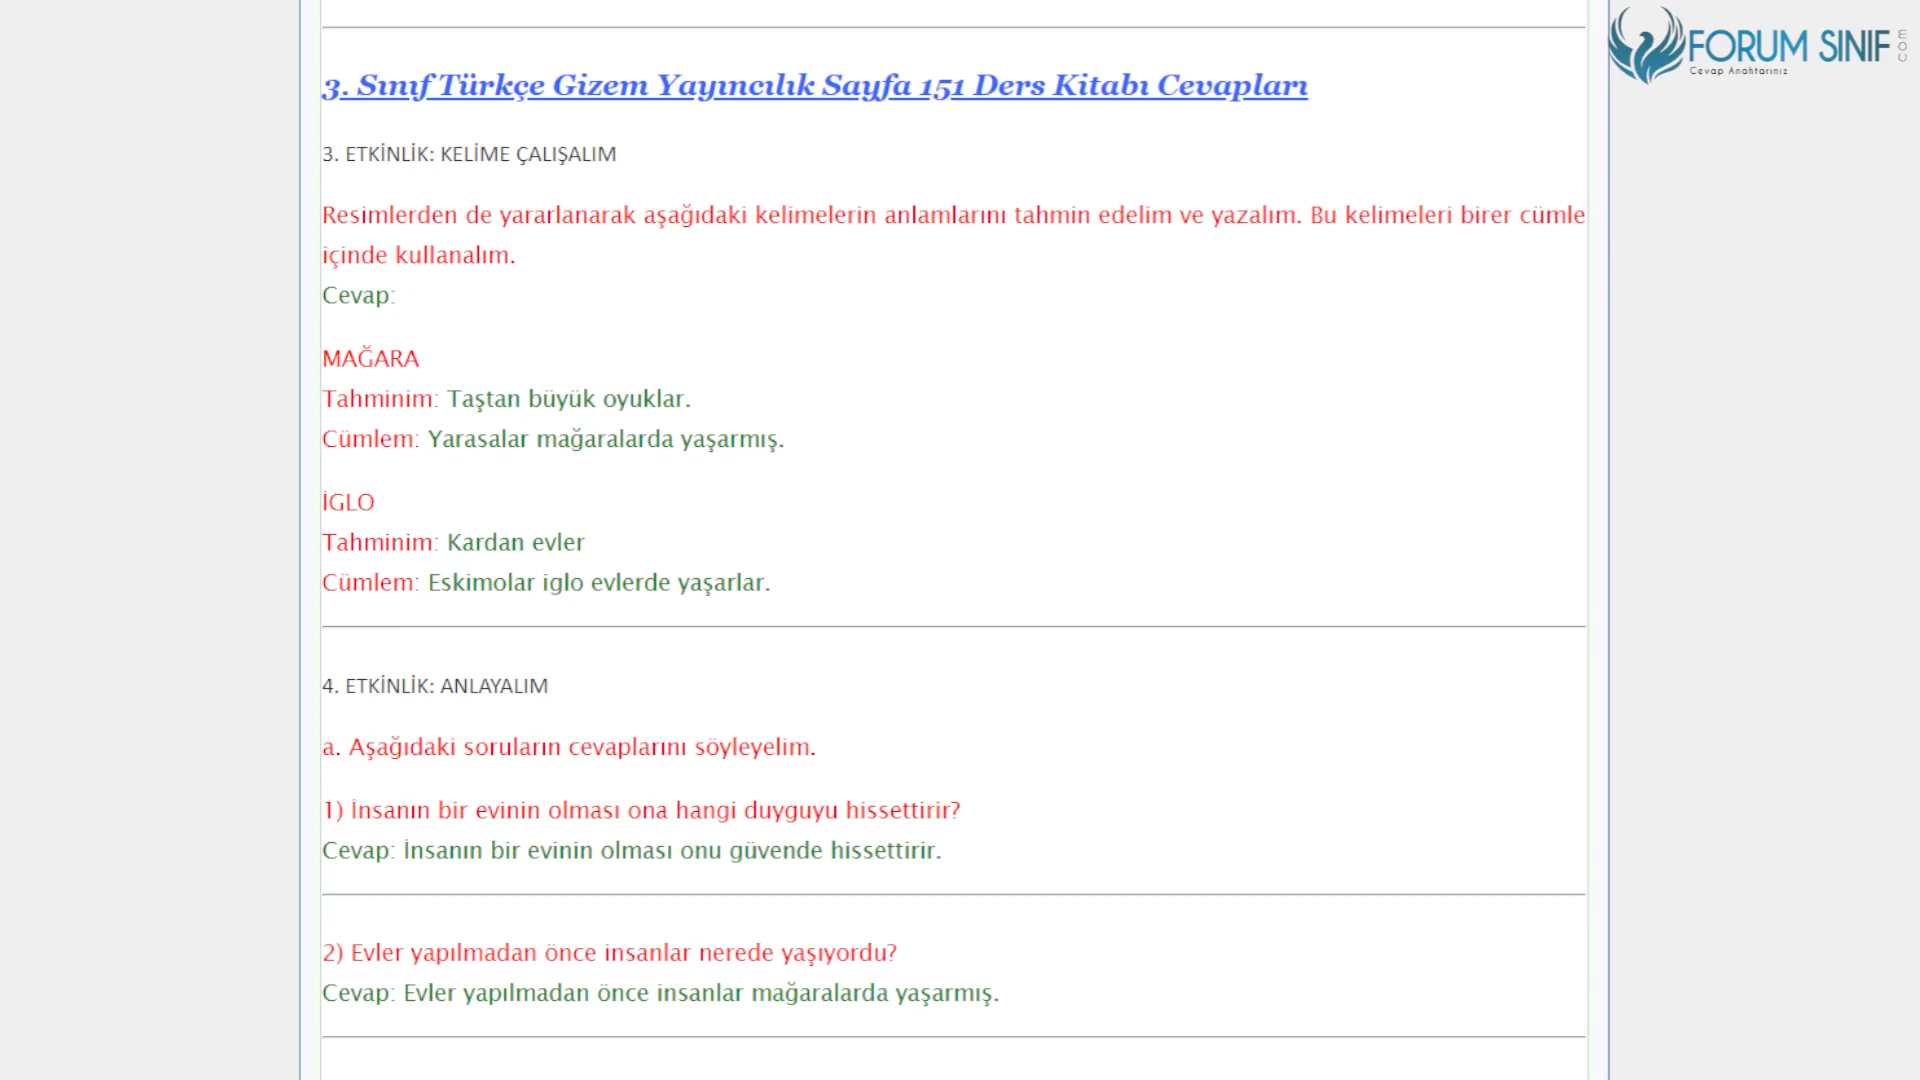 FORUM SINIF
COM
Cevap Anahtarınız
3. Sınıf Türkçe Gizem Yayıncılık Sayfa 151 Ders Kitabı Cevapları
3. ETKİNLİK: KELİME ÇALIŞALIM
Resimlerden de yararlanarak aşağıdaki kelimelerin anlamlarını tahmin edelim ve yazalım. Bu kelimeleri birer cümle
içinde kullanalım.
Cevap:
MAĞARA
Tahminim: Taştan büyük oyuklar.
Cümlem: Yarasalar mağaralarda yaşarmış.
İGLO
Tahminim: Kardan evler
Cümlem: Eskimolar iglo evlerde yaşarlar.
4. ETKİNLİK: ANLAYALIM
a. Aşağıdaki soruların cevaplarını söyleyelim.
1) İnsanın bir evinin olması ona hangi duyguyu hissettirir?
Cevap: İnsanın bir evinin olması onu güvende hissettirir.
2) Evler yapılmadan önce insanlar nerede yaşıyordu?
Cevap: Evler yapılmadan önce insanlar mağaralarda yaşarmış.